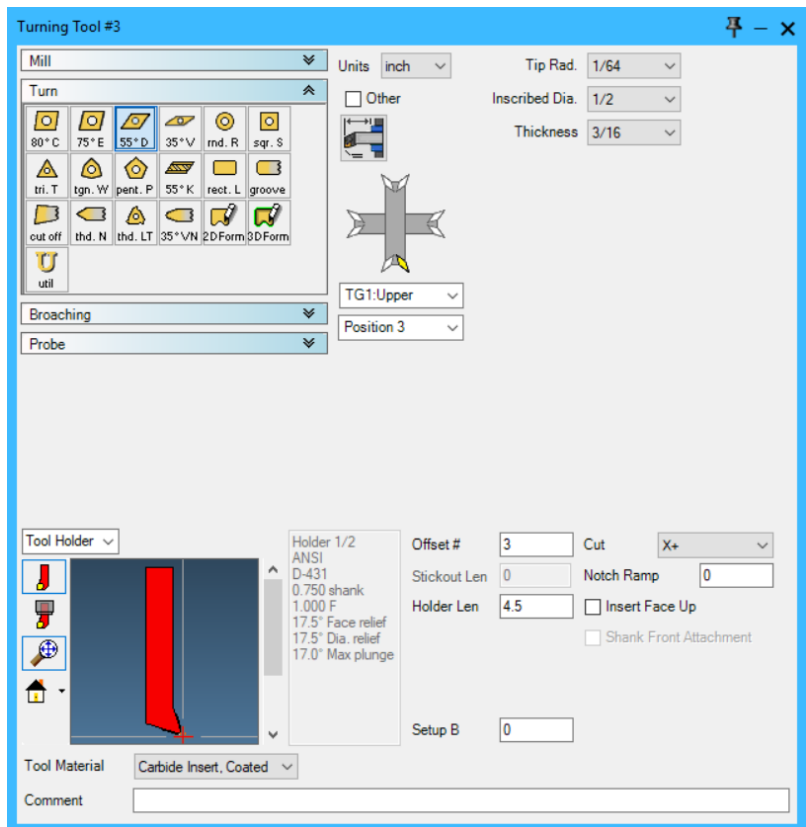 Turning Tool #3
Mill
Turn
80° C 75° E 55° D 35° V rnd. R sqr. S
tri. T tgn. W pent. P 55° K rect. L groove
cut off thd. N thd. LT 35° VN 2DForm 3DForm
util
Broaching
Probe
Units inch
Other
Tip Rad. 1/64
Inscribed Dia. 1/2
Thickness 3/16
TG1:Upper
Position 3
Tool Holder
Holder 1/2
ANSI
D-431
0.750 shank
1.000 F
17.5° Face relief
17.5° Dia. relief
17.0° Max plunge
Offset # 3
Stickout Len 0
Holder Len 4.5
Setup B 0
Cut X+
Notch Ramp 0
Insert Face Up
Shank Front Attachment
Tool Material Carbide Insert, Coated
Comment